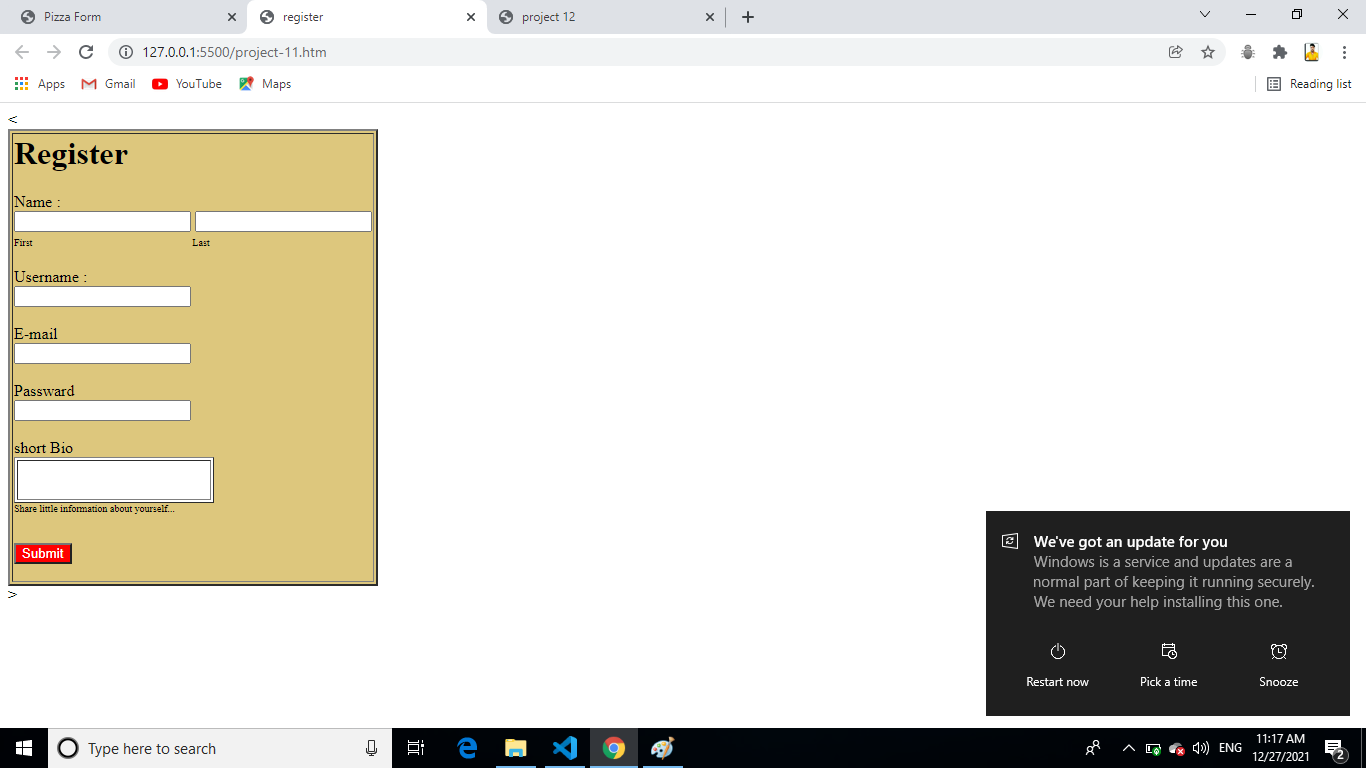 Pizza Form
register
project 12
127.0.0.1:5500/project-11.htm
Apps Gmail YouTube Maps Reading list
<
Register
Name :
First Last
Username :
E-mail
Passward
short Bio
Share little information about yourself...
Submit
>
We've got an update for you
Windows is a service and updates are a
normal part of keeping it running securely.
We need your help installing this one.
Restart now Pick a time Snooze
Type here to search
ENG
11:17 AM
12/27/2021
2